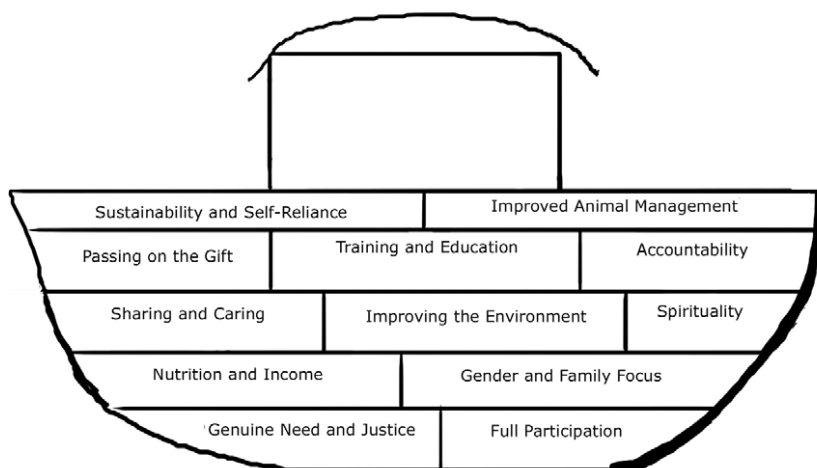 Sustainability and Self-Reliance
Improved Animal Management
Passing on the Gift
Training and Education
Accountability
Sharing and Caring
Improving the Environment
Spirituality
Nutrition and Income
Gender and Family Focus
Genuine Need and Justice
Full Participation